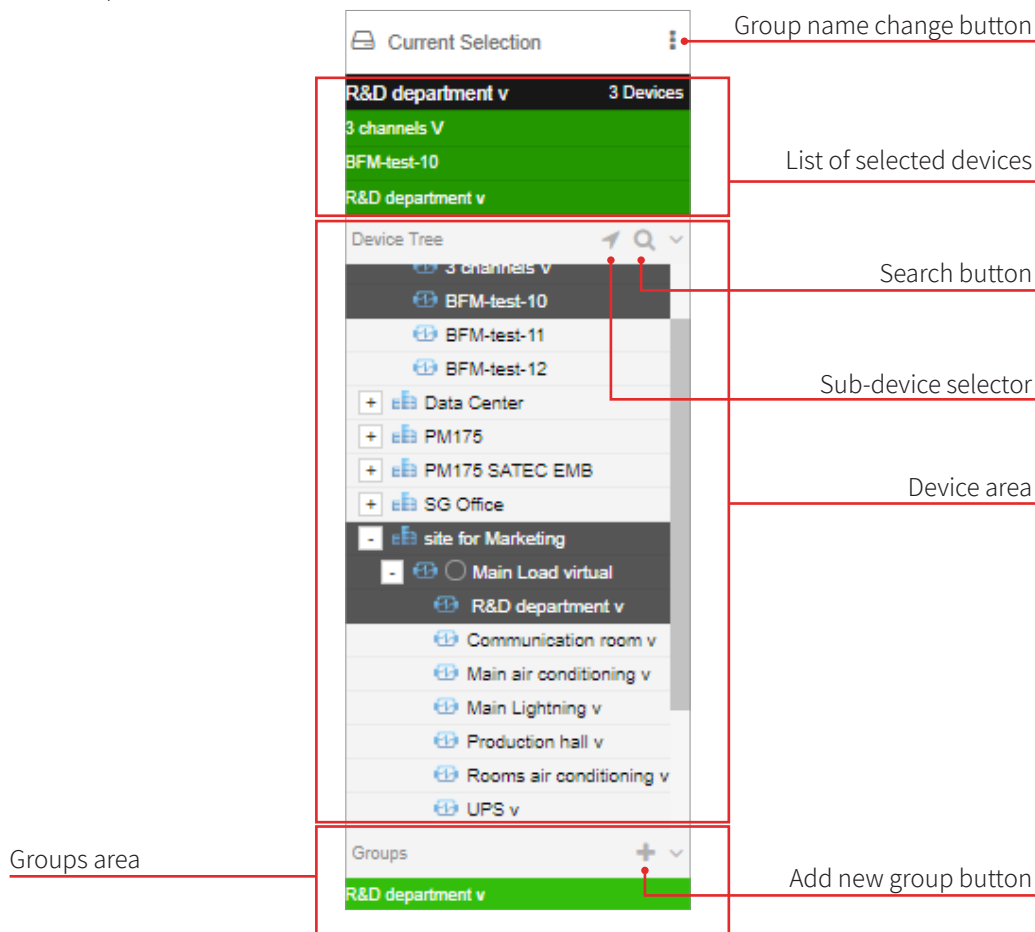 Group name change button
Current Selection
R&D department v 3 Devices
3 channels V
BFM-test-10
List of selected devices
R&D department v
Device Tree
Search button
3 channels V
BFM-test-10
BFM-test-11
BFM-test-12
Sub-device selector
+ Data Center
+ PM175
+ PM175 SATEC EMB
Device area
+ SG Office
- site for Marketing
- Main Load virtual
R&D department v
Communication room v
Main air conditioning v
Main Lightning v
Production hall v
Rooms air conditioning v
UPS v
Groups area
Groups
Add new group button
R&D department v